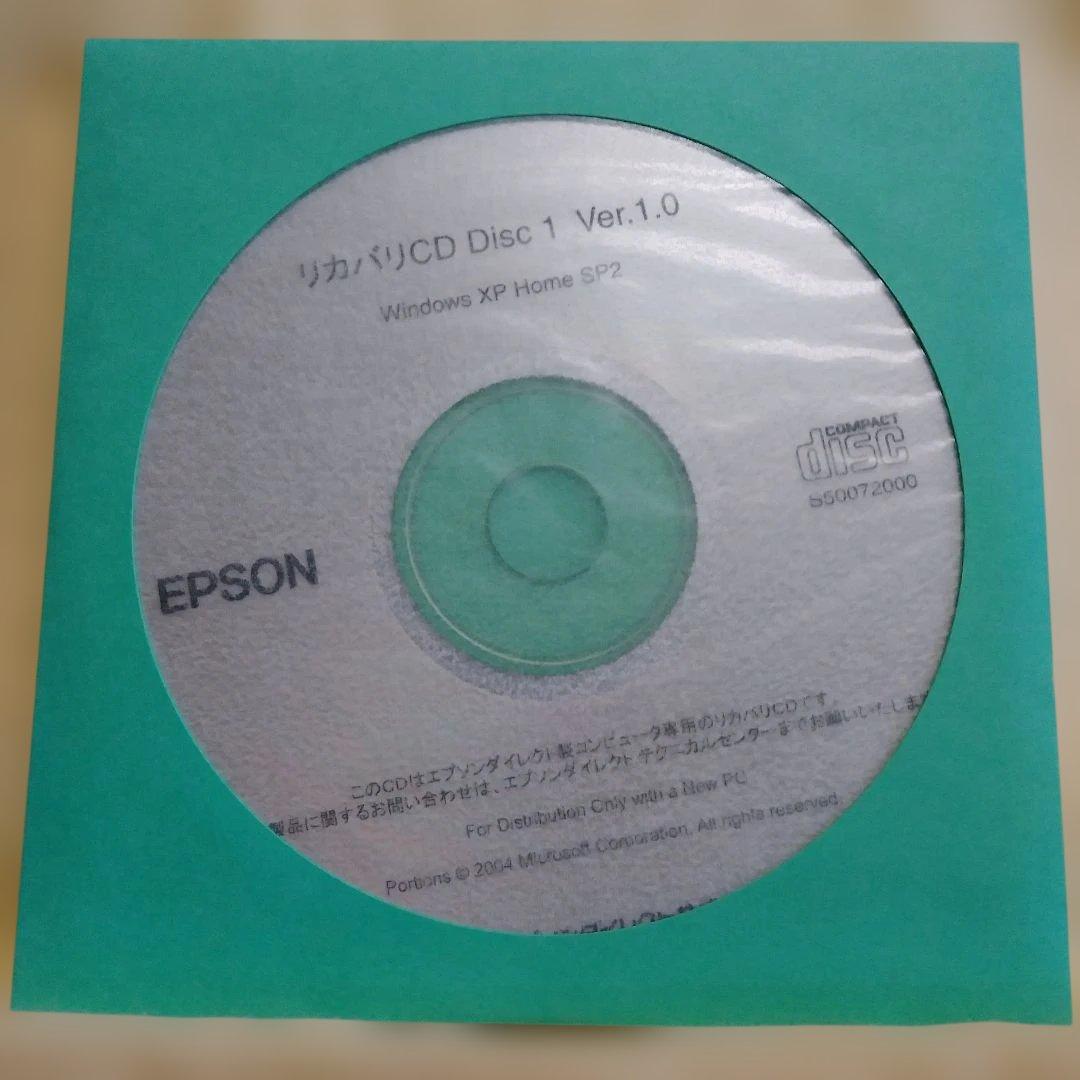 リカバリCD Disc 1 Ver.1.0
Windows XP Home SP2
COMPACT
disc
S50072000
EPSON
このCDはエプソンダイレクト製コンピュータ専用のリカバリCDです
製品に関するお問い合わせは、エプソンダイレクト テクニカルセンター までお願いいたしま
For Distribution Only with a New PC
Portions © 2004 Microsoft Corporation. All rights reserved.